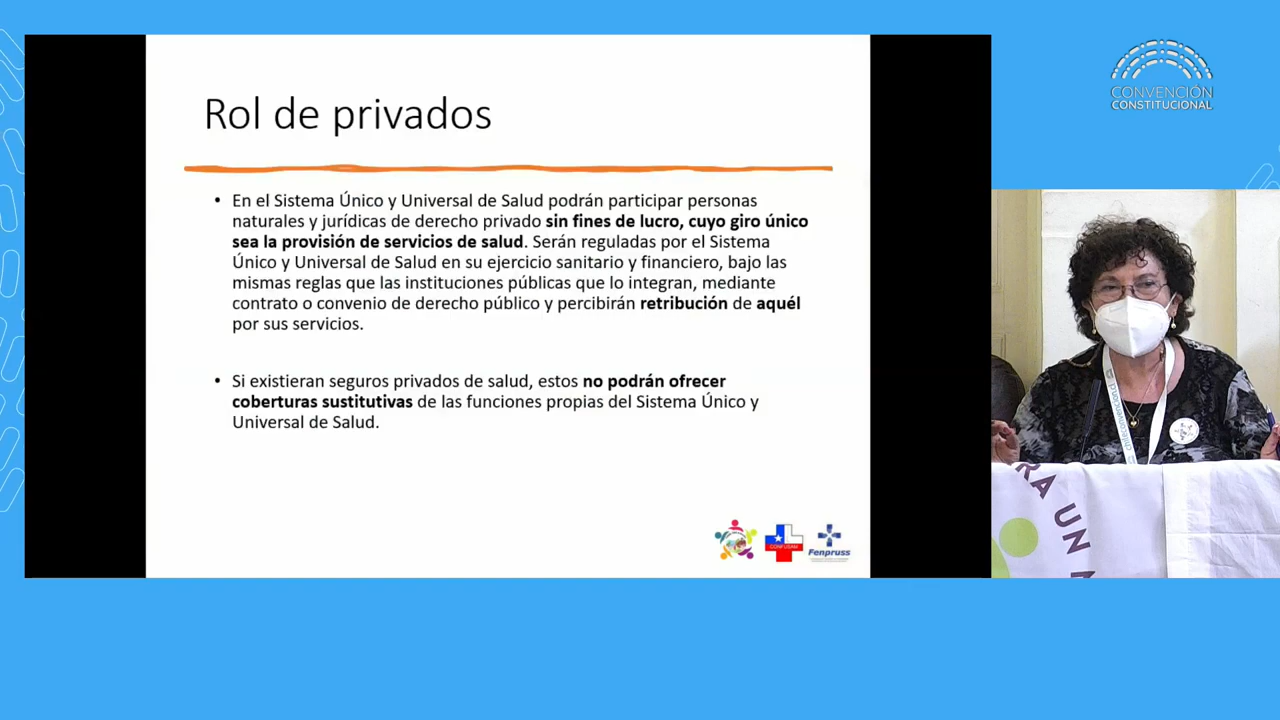 CONVENCIÓN
CONSTITUCIONAL
Rol de privados
• En el Sistema Único y Universal de Salud podrán participar personas
naturales y jurídicas de derecho privado sin fines de lucro, cuyo giro único
sea la provisión de servicios de salud. Serán reguladas por el Sistema
Único y Universal de Salud en su ejercicio sanitario y financiero, bajo las
mismas reglas que las instituciones públicas que lo integran, mediante
contrato o convenio de derecho público y percibirán retribución de aquél
por sus servicios.
• Si existieran seguros privados de salud, estos no podrán ofrecer
coberturas sustitutivas de las funciones propias del Sistema Único y
Universal de Salud.
CONFUSAM
Fenpruss
chileconvencion.cl
RA UN